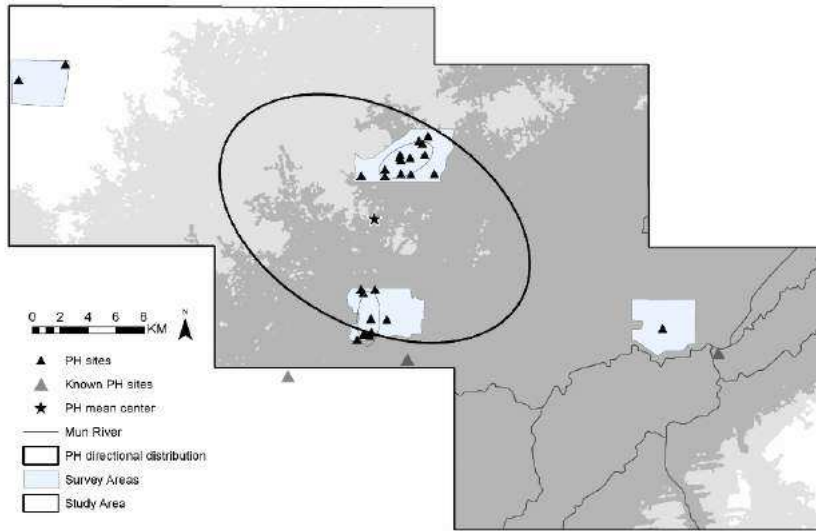 0 2 4 6 8
KM
N
PH sites
Known PH sites
PH mean center
Mun River
PH directional distribution
Survey Areas
Study Area